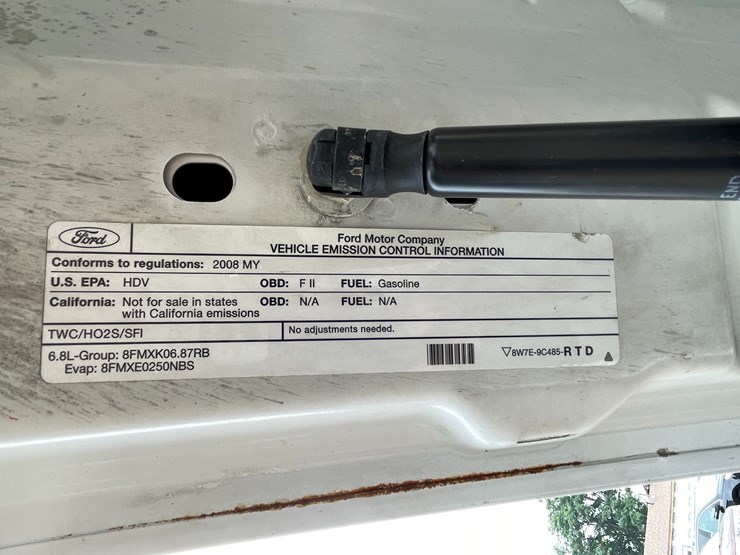 END
Ford
Ford Motor Company
VEHICLE EMISSION CONTROL INFORMATION
Conforms to regulations: 2008 MY
U.S. EPA: HDV OBD: F II FUEL: Gasoline
California: Not for sale in states with California emissions OBD: N/A FUEL: N/A
TWC/HO2S/SFI
No adjustments needed.
6.8L-Group: 8FMXK06.87RB
Evap: 8FMXE0250NBS
▽8W7E-9C485-R T D